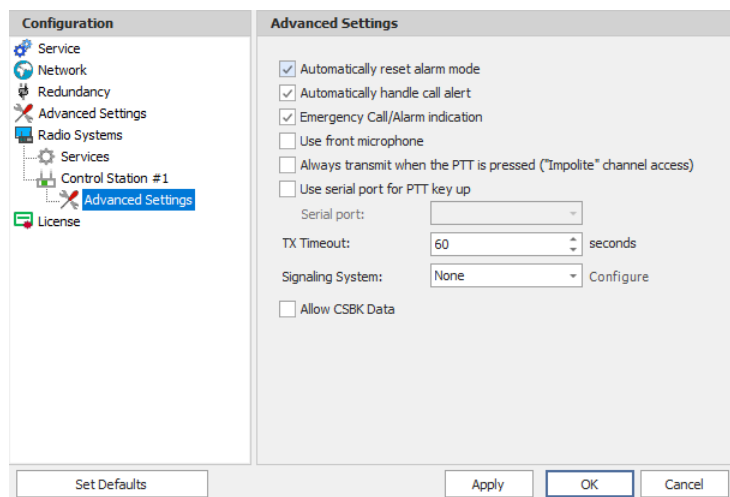 Configuration
Service
Network
Redundancy
Advanced Settings
Radio Systems
Services
Control Station #1
Advanced Settings
License
Advanced Settings
Automatically reset alarm mode
Automatically handle call alert
Emergency Call/Alarm indication
Use front microphone
Always transmit when the PTT is pressed ("Impolite" channel access)
Use serial port for PTT key up
Serial port:
TX Timeout: 60 seconds
Signaling System: None Configure
Allow CSBK Data
Set Defaults Apply OK Cancel